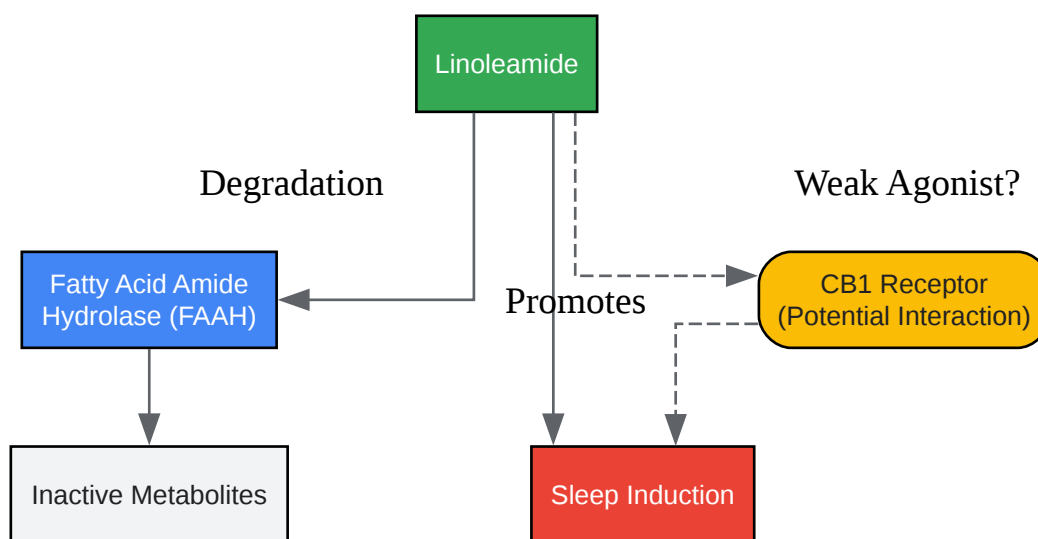 Linoleamide
Degradation
Weak Agonist?
Fatty Acid Amide
Hydrolase (FAAH)
Promotes
CB1 Receptor
(Potential Interaction)
Inactive Metabolites
Sleep Induction